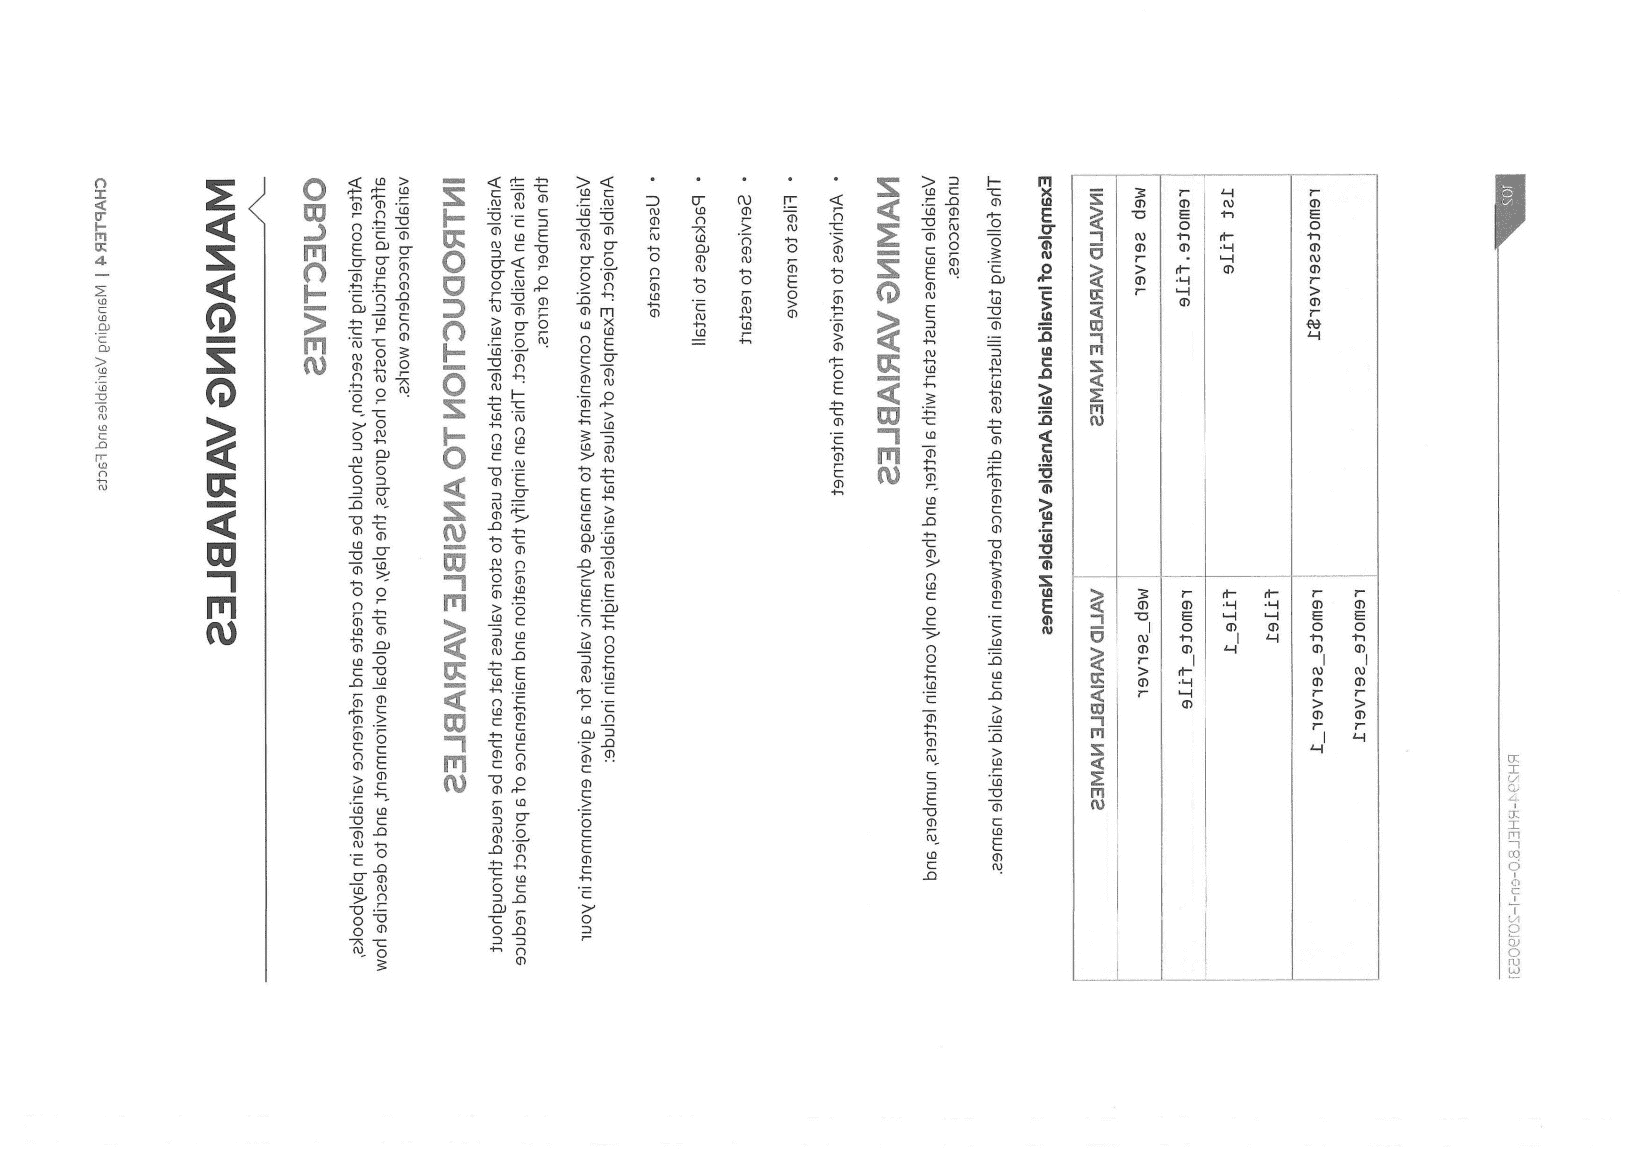 CHAPTER 4 | Managing Variables and Facts
MANAGING VARIABLES
OBJECTIVES
After completing this section, you should be able to create and reference variables in playbooks,
affecting particular hosts or host groups, the play, or the global environment, and to describe how
variable precedence works.
INTRODUCTION TO ANSIBLE VARIABLES
Ansible supports variables that can be used to store values that can then be reused throughout
files in an Ansible project. This can simplify the creation and maintenance of a project and reduce
the number of errors.
Variables provide a convenient way to manage dynamic values for a given environment in your
Ansible project. Examples of values that variables might contain include:
• Users to create
• Packages to install
• Services to restart
• Files to remove
• Archives to retrieve from the internet
NAMING VARIABLES
Variable names must start with a letter, and they can only contain letters, numbers, and
underscores.
The following table illustrates the difference between invalid and valid variable names.
Examples of Invalid and Valid Ansible Variable Names
INVALID VARIABLE NAMES VALID VARIABLE NAMES
web server web_server
remote.file remote_file
1st file file_1
file1
remoteserver$1 remote_server_1
remote_server1
102 RH294-RHEL8.0-en-1-20190531